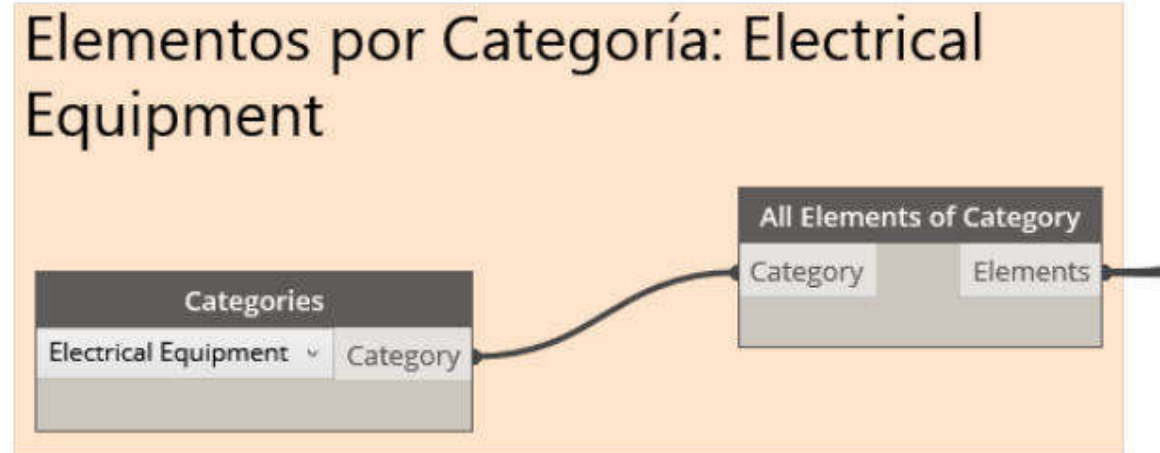 Elementos por Categoría: Electrical
Equipment
All Elements of Category
Category Elements
Categories
Electrical Equipment Category